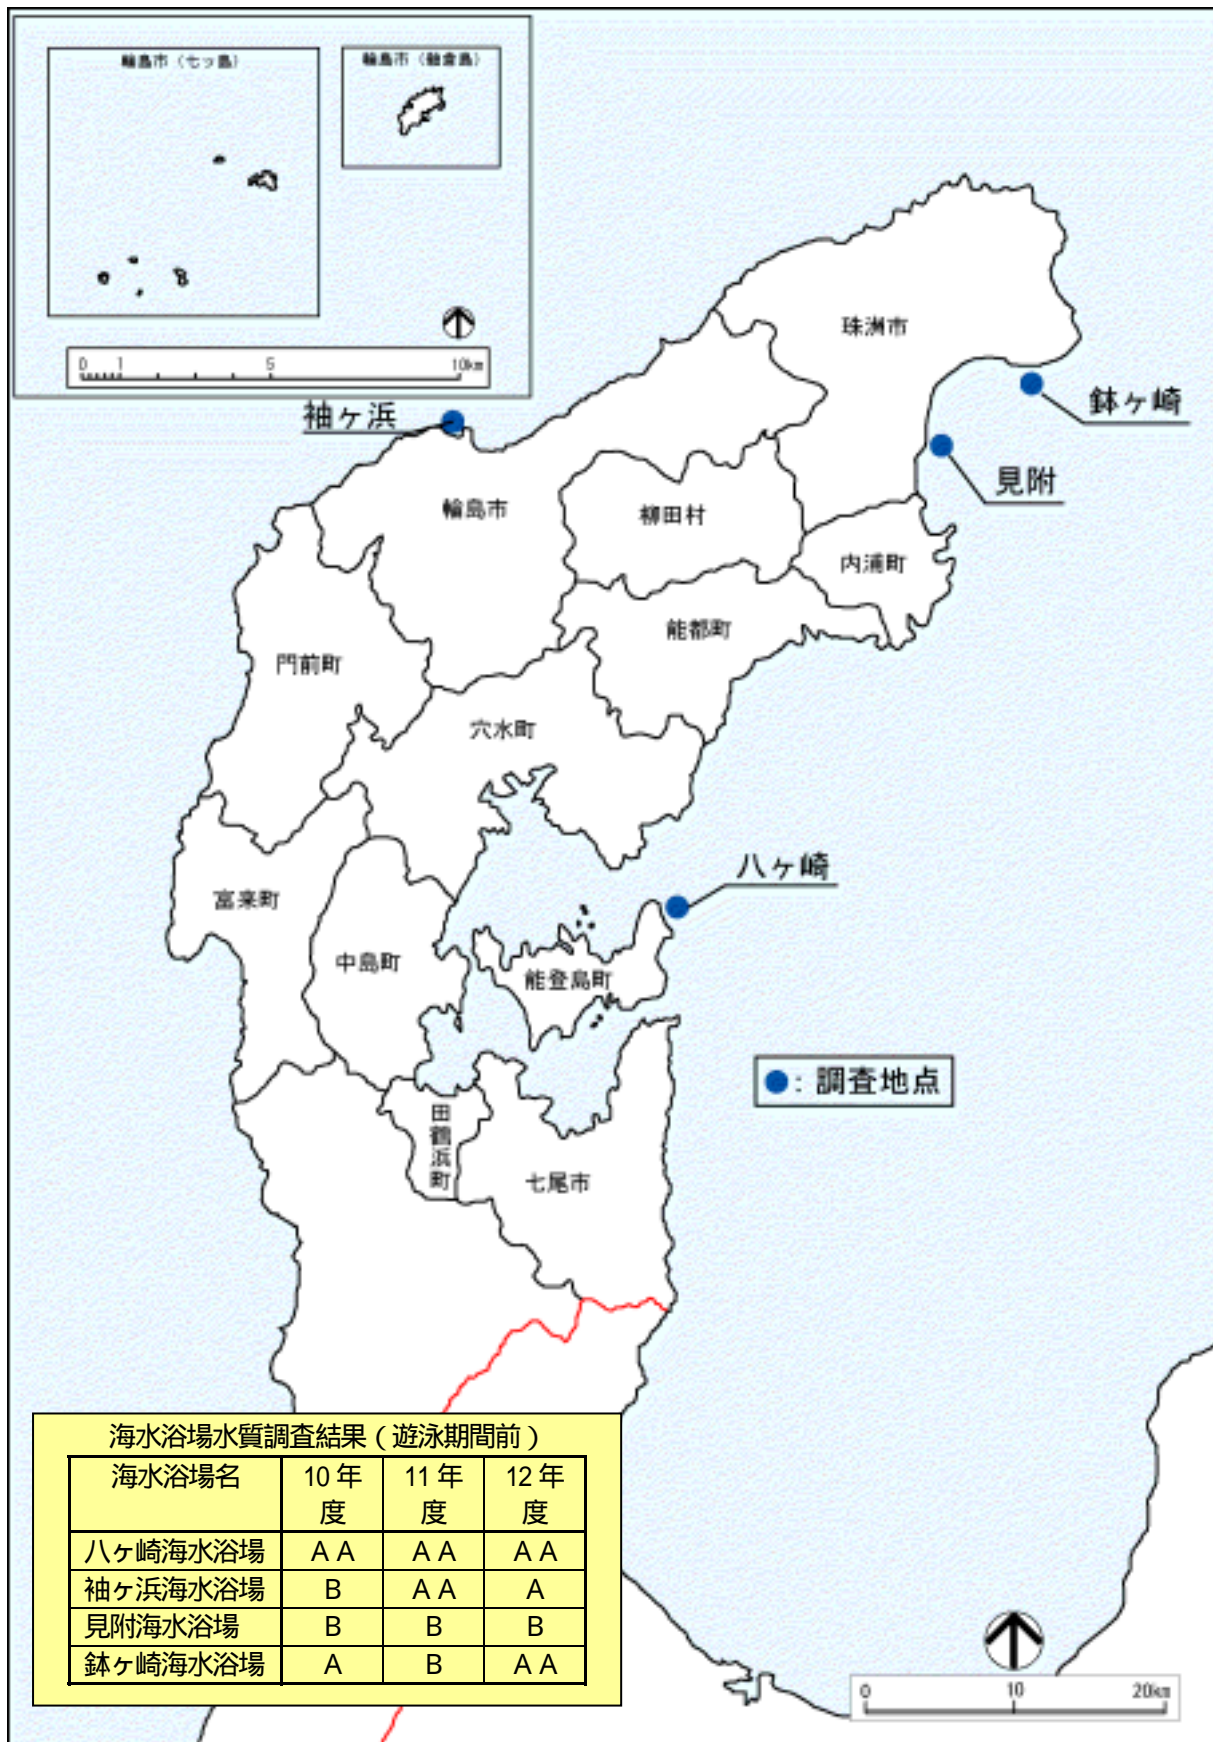 輪島市（七ッ島）
輪島市（舳倉島）
0 1 5 10km
珠洲市
鉢ヶ崎
袖ヶ浜
見附
輪島市
柳田村
内浦町
能都町
門前町
穴水町
八ヶ崎
富来町
中島町
能登島町
●：調査地点
田鶴浜町
七尾市
海水浴場水質調査結果（遊泳期間前）
海水浴場名 10年度 11年度 12年度
八ヶ崎海水浴場 ＡＡ ＡＡ ＡＡ
袖ヶ浜海水浴場 Ｂ ＡＡ Ａ
見附海水浴場 Ｂ Ｂ Ｂ
鉢ヶ崎海水浴場 Ａ Ｂ ＡＡ
0 10 20km